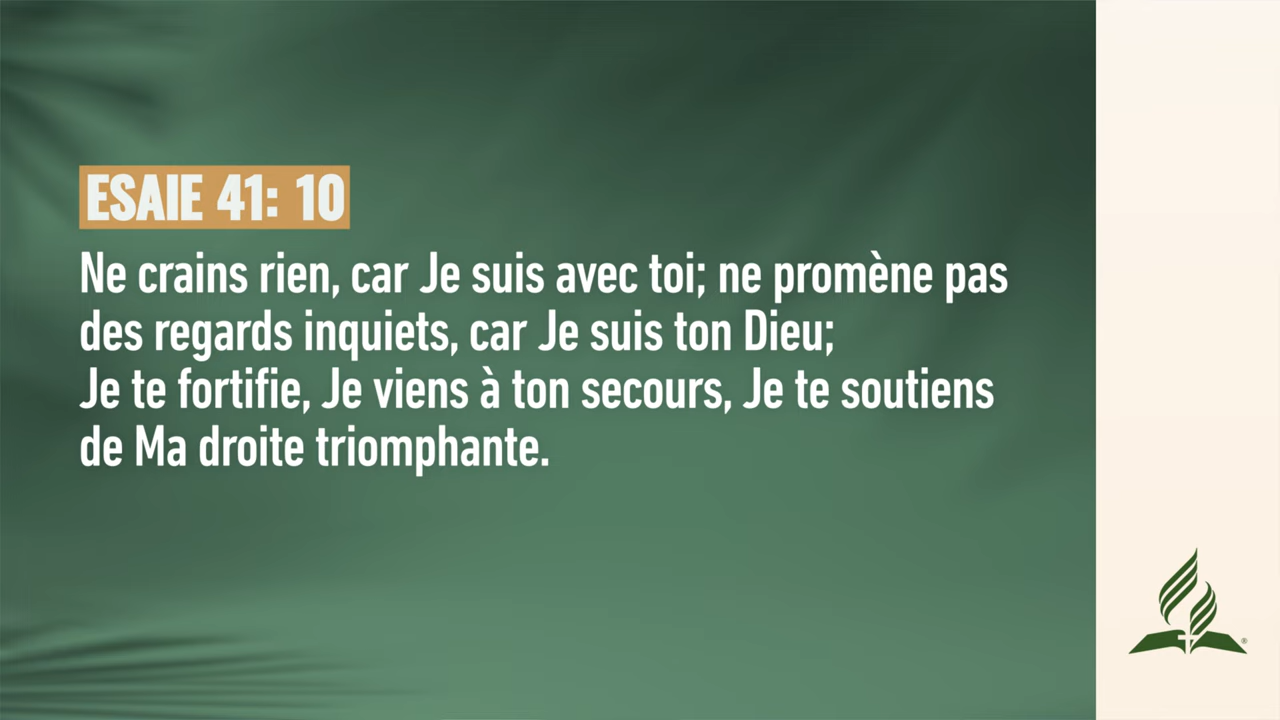 ESAIE 41: 10
Ne crains rien, car Je suis avec toi; ne promène pas
des regards inquiets, car Je suis ton Dieu;
Je te fortifie, Je viens à ton secours, Je te soutiens
de Ma droite triomphante.
®